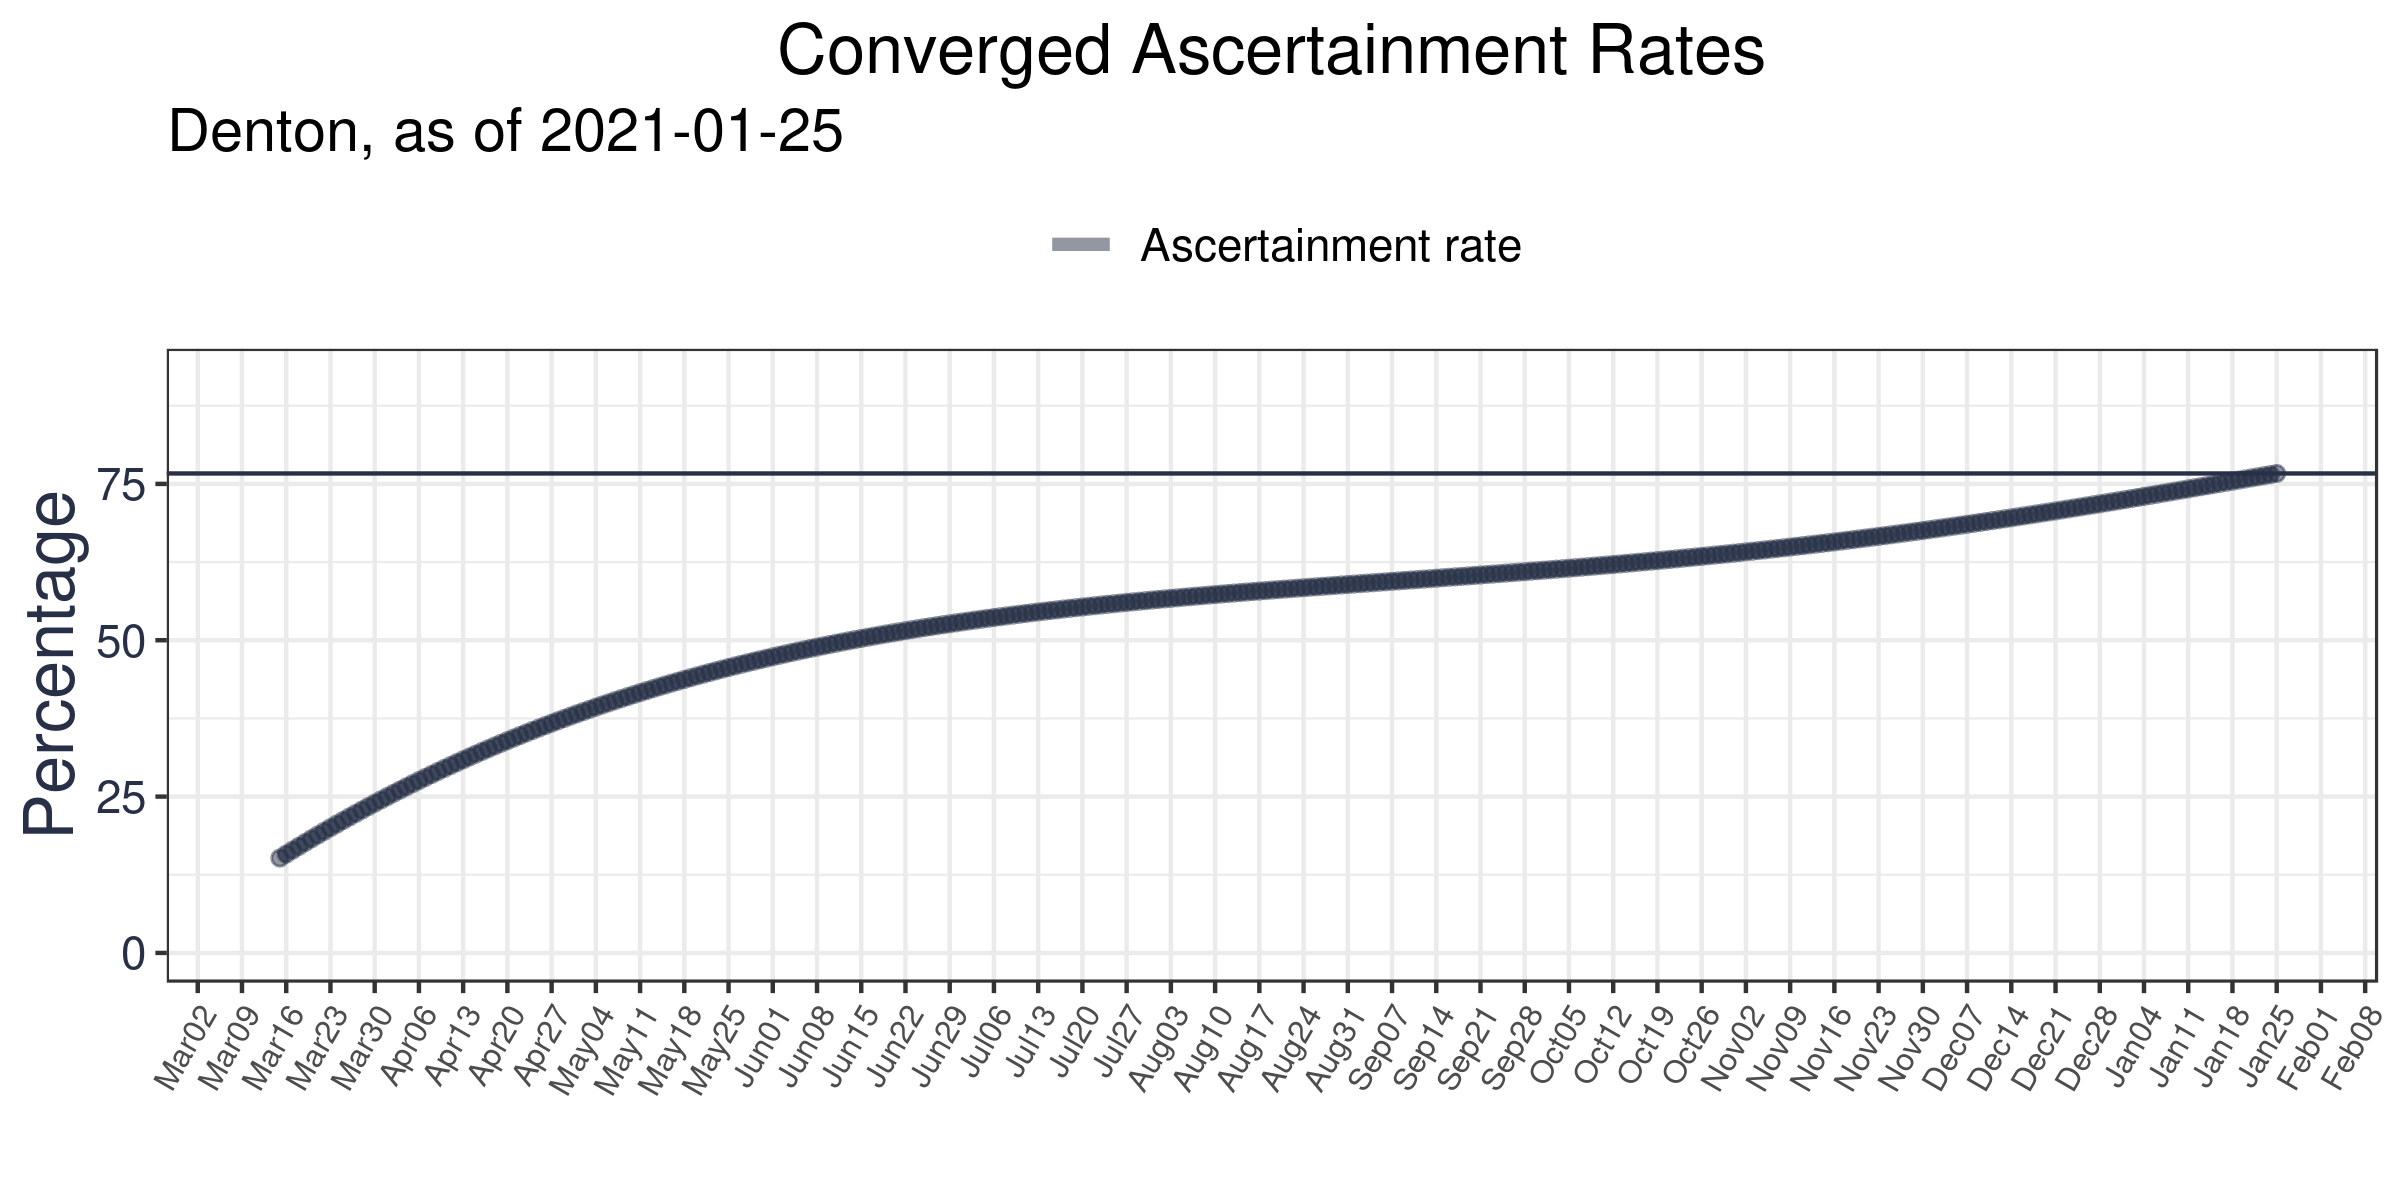 Converged Ascertainment Rates
Denton, as of 2021-01-25
Ascertainment rate
Percentage
75
50
25
0
Mar02 Mar09 Mar16 Mar23 Mar30 Apr06 Apr13 Apr20 Apr27 May04 May11 May18 May25 Jun01 Jun08 Jun15 Jun22 Jun29 Jul06 Jul13 Jul20 Jul27 Aug03 Aug10 Aug17 Aug24 Aug31 Sep07 Sep14 Sep21 Sep28 Oct05 Oct12 Oct19 Oct26 Nov02 Nov09 Nov16 Nov23 Nov30 Dec07 Dec14 Dec21 Dec28 Jan04 Jan11 Jan18 Jan25 Feb01 Feb08